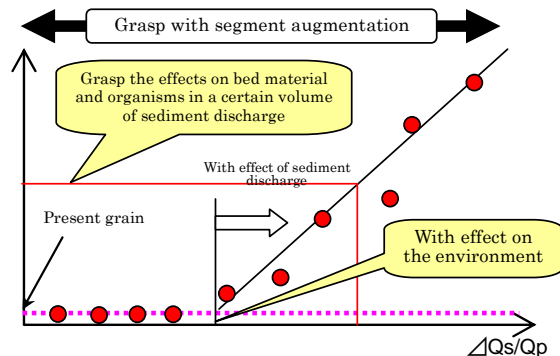 Grasp with segment augmentation
Grasp the effects on bed material
and organisms in a certain volume
of sediment discharge
With effect of sediment
discharge
Present grain
With effect on
the environment
⊿Qs/Qp